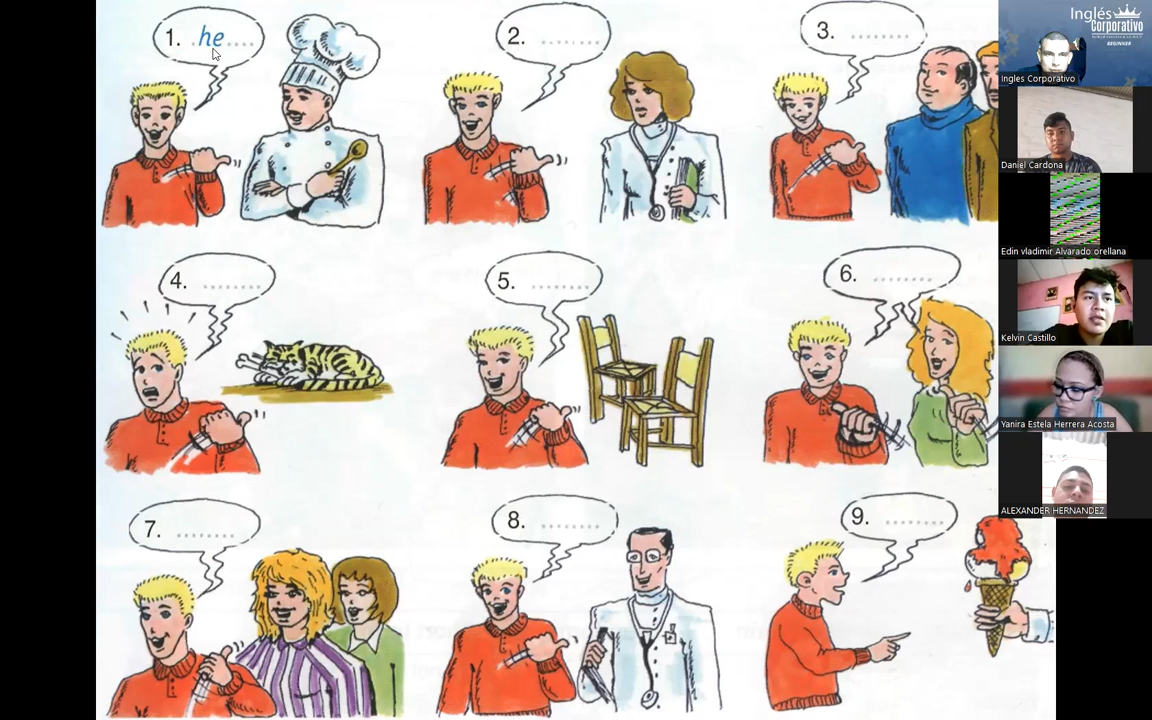 1. he
2. ........
3. ........
4. ........
5. ........
6. ........
7. ........
8. ........
9. ........
Inglés
Corporativo
BEGINNER
Ingles Corporativo
Daniel Cardona
Edin vladimir Alvarado orellana
Kelvin Castillo
Yanira Estela Herrera Acosta
ALEXANDER HERNANDEZ